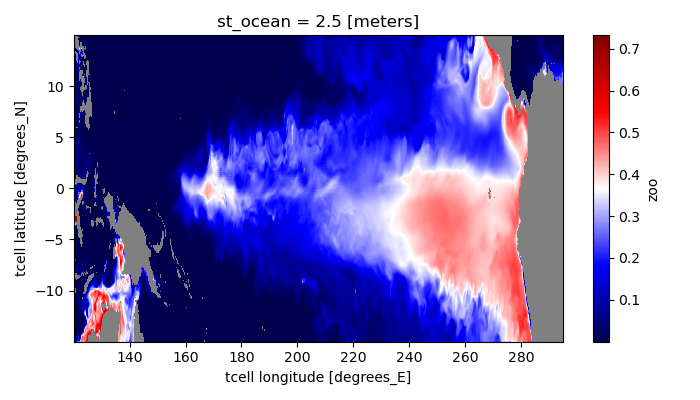 st_ocean = 2.5 [meters]
10
5
0
−5
−10
tcell latitude [degrees_N]
140 160 180 200 220 240 260 280
tcell longitude [degrees_E]
0.7
0.6
0.5
0.4
0.3
0.2
0.1
zoo